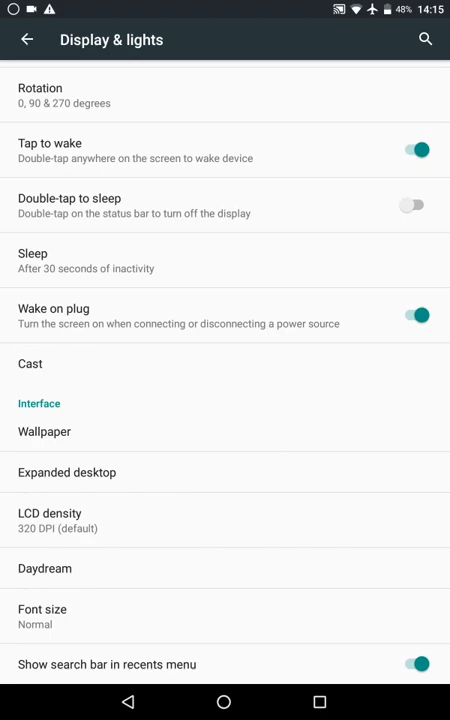 48% 14:15
Display & lights
Rotation
0, 90 & 270 degrees
Tap to wake
Double-tap anywhere on the screen to wake device
Double-tap to sleep
Double-tap on the status bar to turn off the display
Sleep
After 30 seconds of inactivity
Wake on plug
Turn the screen on when connecting or disconnecting a power source
Cast
Interface
Wallpaper
Expanded desktop
LCD density
320 DPI (default)
Daydream
Font size
Normal
Show search bar in recents menu